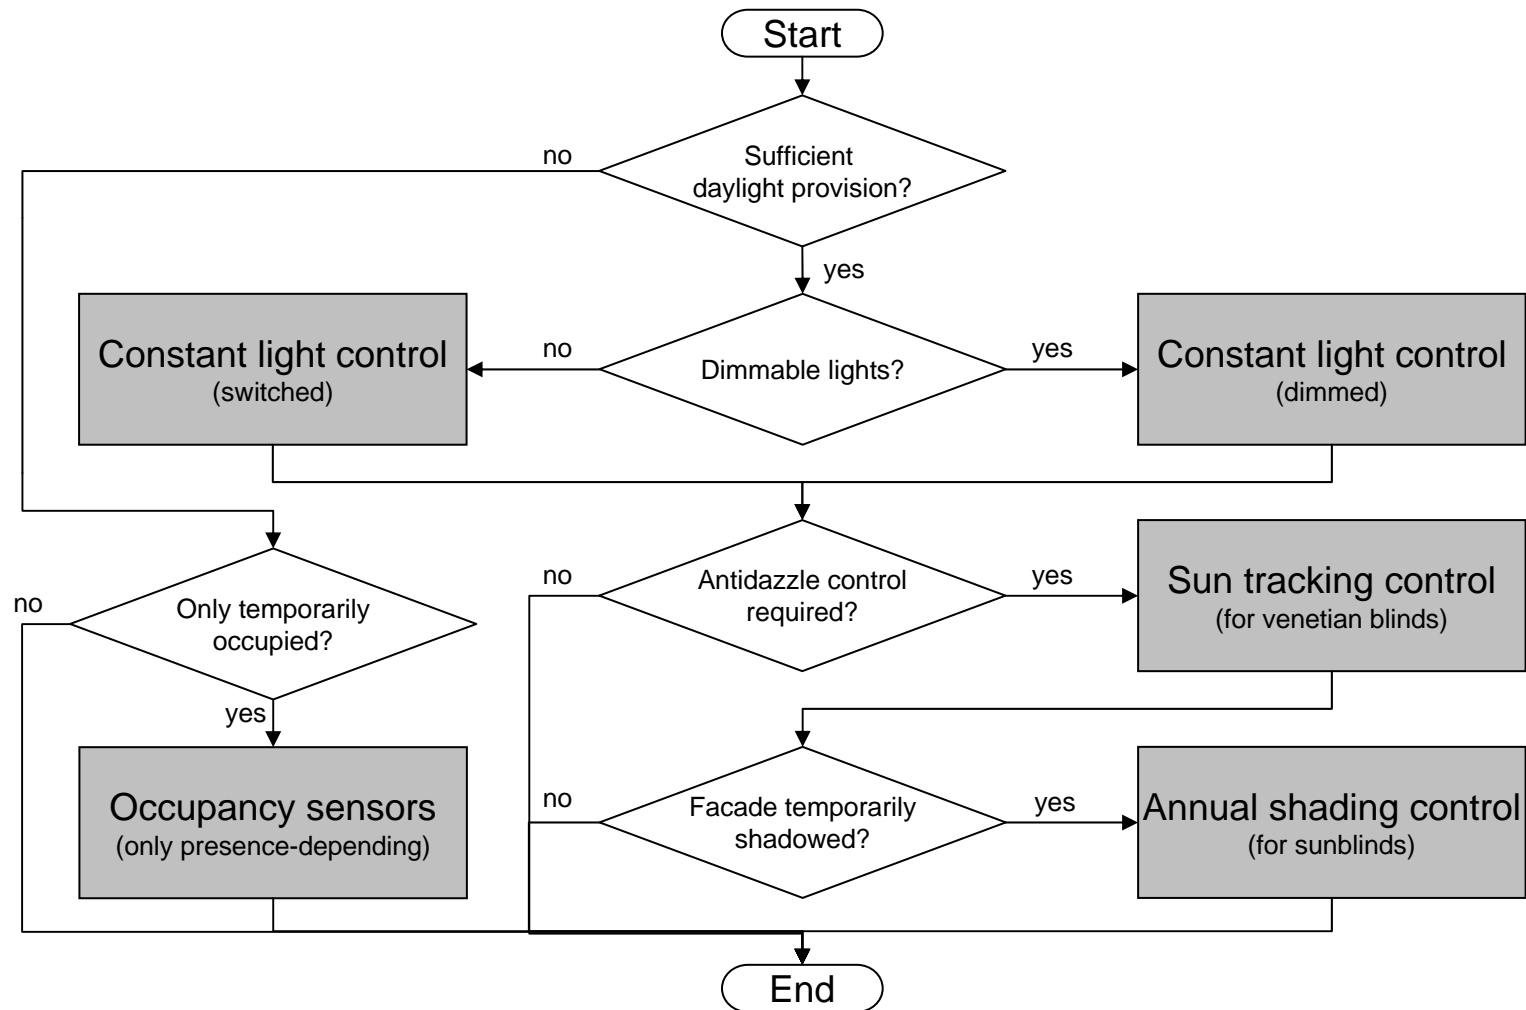 Start
no
Sufficient
daylight provision?
yes
Constant light control
(switched)
no
Dimmable lights?
yes
Constant light control
(dimmed)
no
Only temporarily
occupied?
yes
no
Antidazzle control
required?
yes
Sun tracking control
(for venetian blinds)
Occupancy sensors
(only presence-depending)
no
Facade temporarily
shadowed?
yes
Annual shading control
(for sunblinds)
End